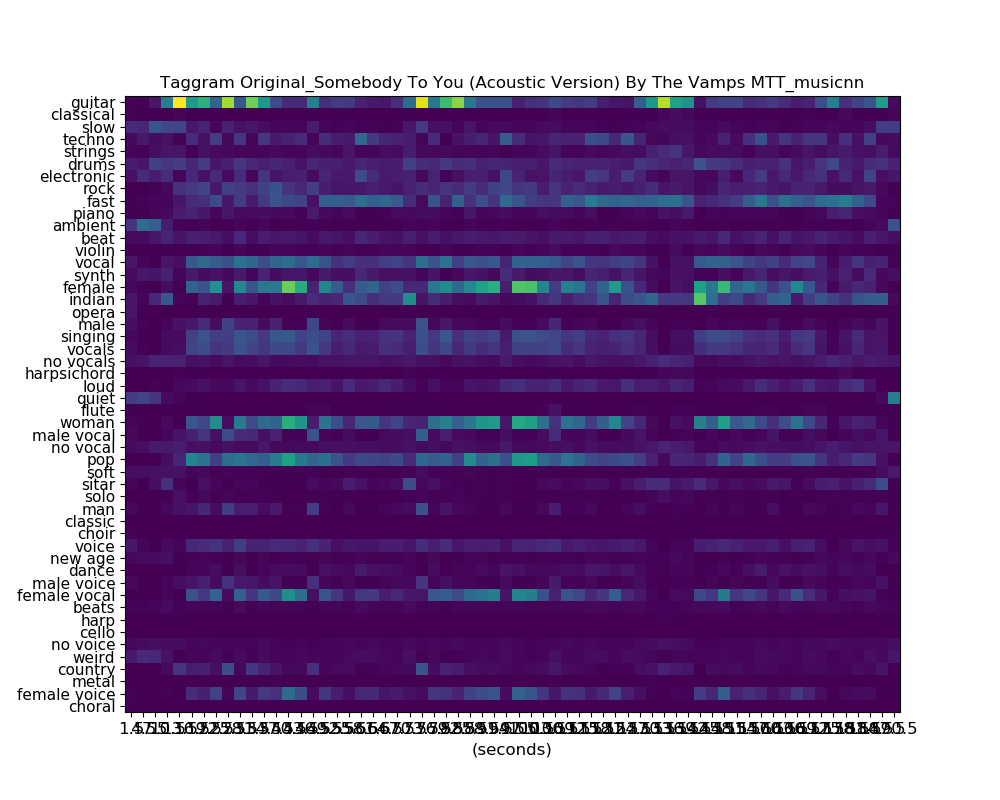 Taggram Original_Somebody To You (Acoustic Version) By The Vamps MTT_musicnn
guitar
classical
slow
techno
strings
drums
electronic
rock
fast
piano
ambient
beat
violin
vocal
synth
female
indian
opera
male
singing
vocals
no vocals
harpsichord
loud
quiet
flute
woman
male vocal
no vocal
pop
soft
sitar
solo
man
classic
choir
voice
new age
dance
male voice
female vocal
beats
harp
cello
no voice
weird
country
metal
female voice
choral
(seconds)